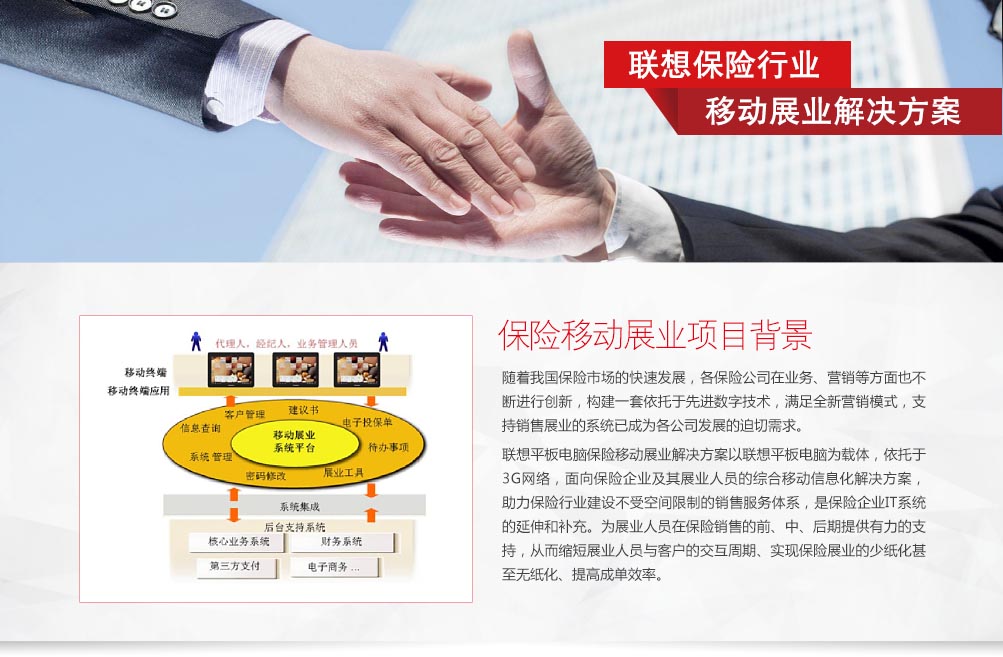 联想保险行业
移动展业解决方案
代理人，经纪人，业务管理人员
移动终端
移动终端应用
客户管理
建议书
信息查询
电子投保单
移动展业
系统平台
系统 管理
待办事项
密码修改
展业工具
系统集成
后台支持系统
核心业务系统
财务系统
第三方支付
电子商务 ...
保险移动展业项目背景
随着我国保险市场的快速发展，各保险公司在业务、营销等方面也不
断进行创新，构建一套依托于先进数字技术，满足全新营销模式，支
持销售展业的系统已成为各公司发展的迫切需求。
联想平板电脑保险移动展业解决方案以联想平板电脑为载体，依托于
3G网络，面向保险企业及其展业人员的综合移动信息化解决方案，
助力保险行业建设不受空间限制的销售服务体系，是保险企业IT系统
的延伸和补充。为展业人员在保险销售的前、中、后期提供有力的支
持，从而缩短展业人员与客户的交互周期、实现保险展业的少纸化甚
至无纸化、提高成单效率。